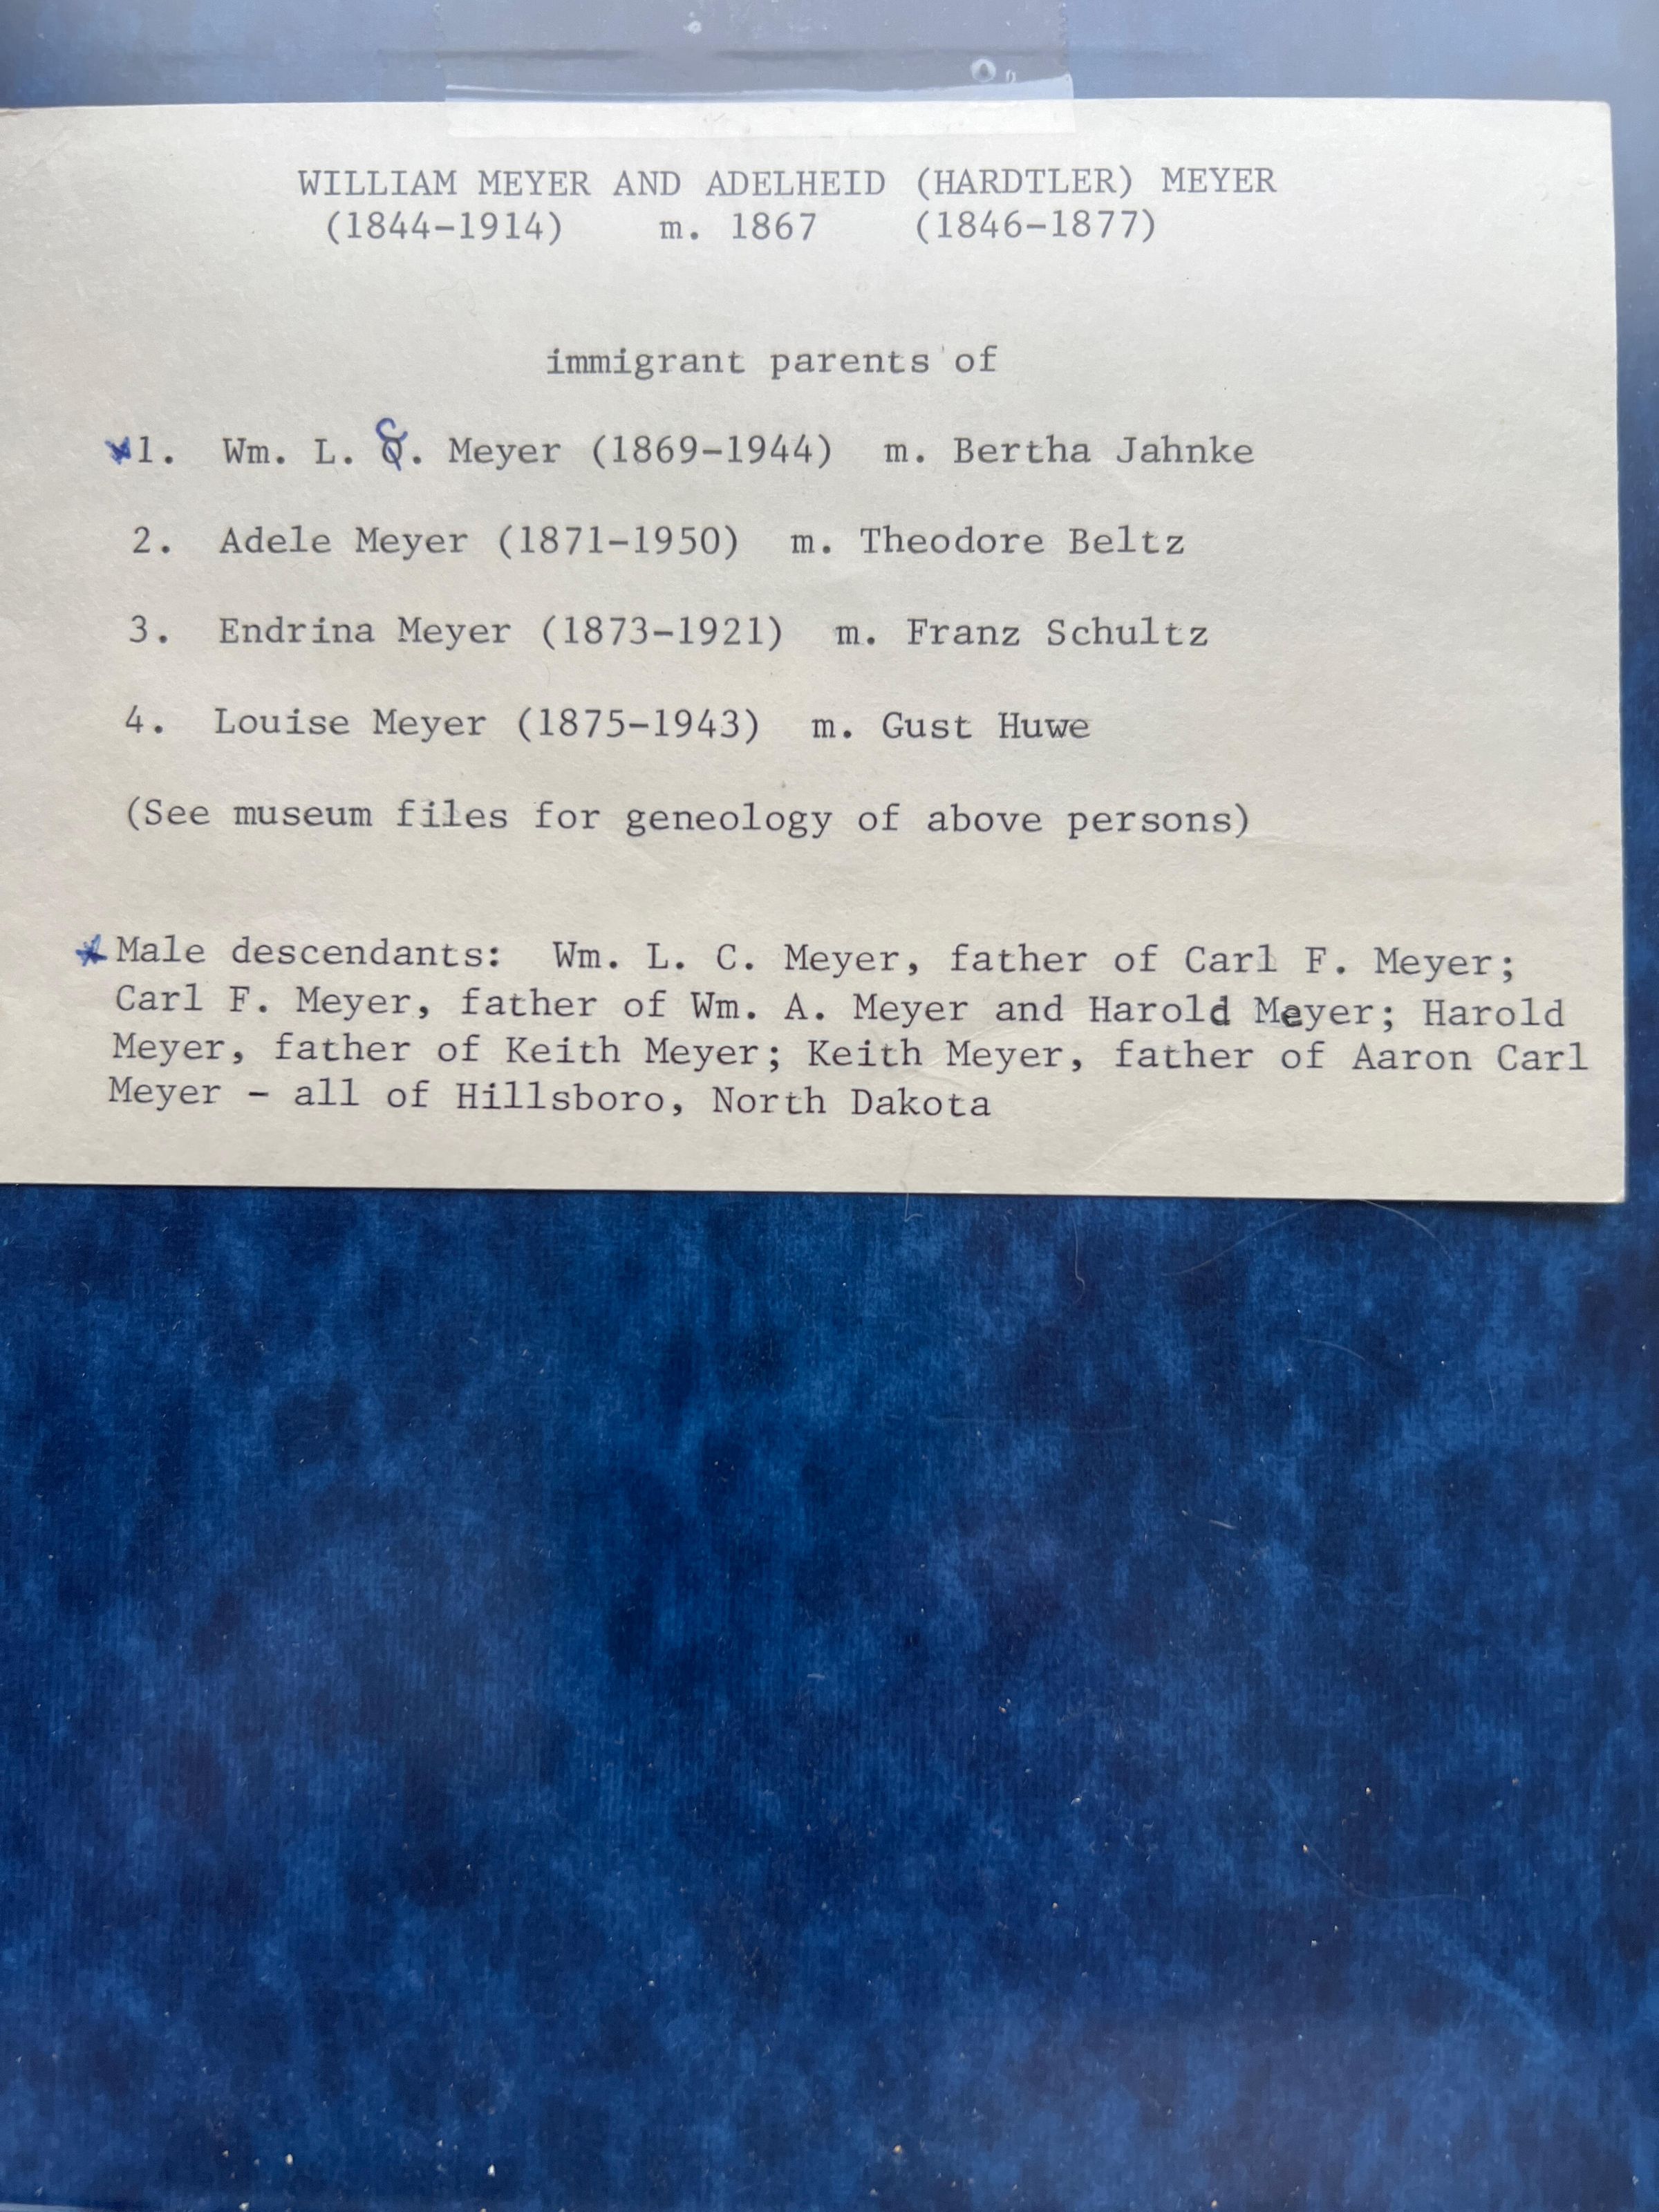 WILLIAM MEYER AND ADELHEID (HARDTLER) MEYER
(1844-1914) m. 1867 (1846-1877)
immigrant parents of
*1. Wm. L. C. Meyer (1869-1944) m. Bertha Jahnke
2. Adele Meyer (1871-1950) m. Theodore Beltz
3. Endrina Meyer (1873-1921) m. Franz Schultz
4. Louise Meyer (1875-1943) m. Gust Huwe
(See museum files for geneology of above persons)
*Male descendants: Wm. L. C. Meyer, father of Carl F. Meyer;
Carl F. Meyer, father of Wm. A. Meyer and Harold Meyer; Harold
Meyer, father of Keith Meyer; Keith Meyer, father of Aaron Carl
Meyer - all of Hillsboro, North Dakota